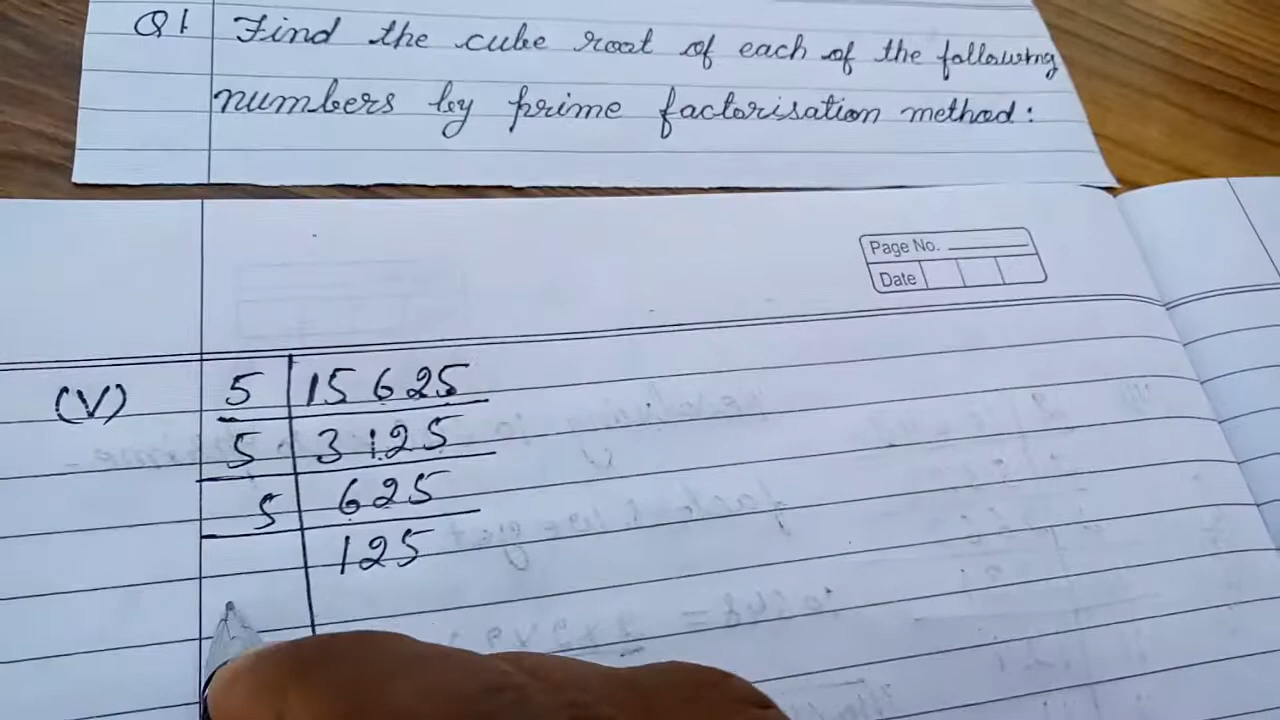 Q1 Find the cube root of each of the following
numbers by prime factorisation method:
Page No.
Date
(V) 5 15625
5 3125
5 625
125